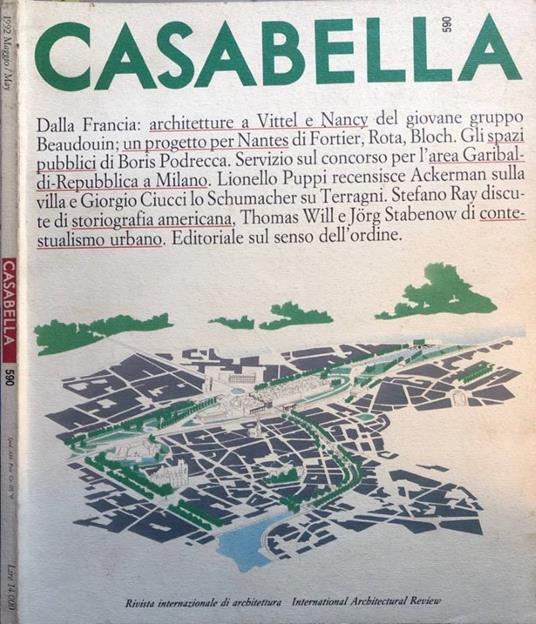 CASABELLA
590
Dalla Francia: architetture a Vittel e Nancy del giovane gruppo
Beaudouin; un progetto per Nantes di Fortier, Rota, Bloch. Gli spazi
pubblici di Boris Podrecca. Servizio sul concorso per l'area Garibal-
di-Repubblica a Milano. Lionello Puppi recensisce Ackerman sulla
villa e Giorgio Ciucci lo Schumacher su Terragni. Stefano Ray discu-
te di storiografia americana, Thomas Will e Jörg Stabenow di conte-
stualismo urbano. Editoriale sul senso dell'ordine.
Rivista internazionale di architettura International Architectural Review
1992 Maggio / May
CASABELLA
590
Lire 14.000